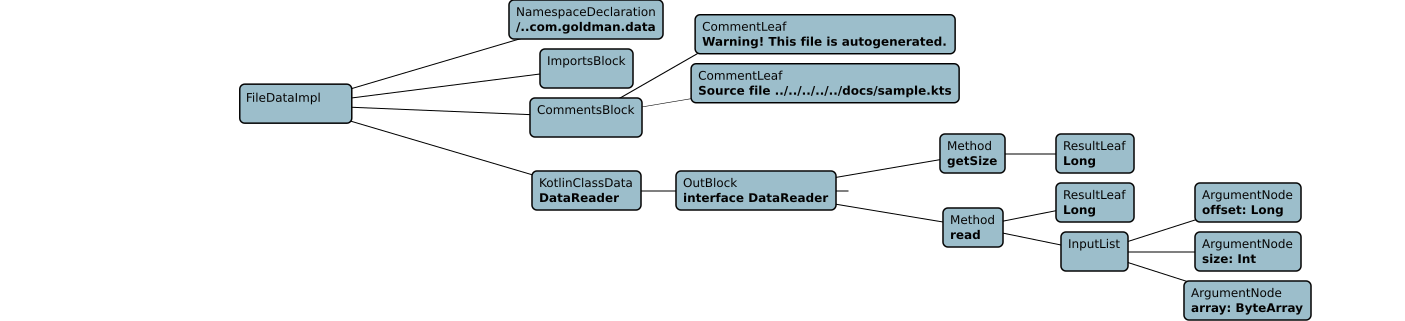 NamespaceDeclaration
/..com.goldman.data
CommentLeaf
Warning! This file is autogenerated.
ImportsBlock
CommentLeaf
Source file ../../../../../docs/sample.kts
FileDataImpl
CommentsBlock
Method
getSize
ResultLeaf
Long
KotlinClassData
DataReader
OutBlock
interface DataReader
ResultLeaf
Long
ArgumentNode
offset: Long
Method
read
InputList
ArgumentNode
size: Int
ArgumentNode
array: ByteArray